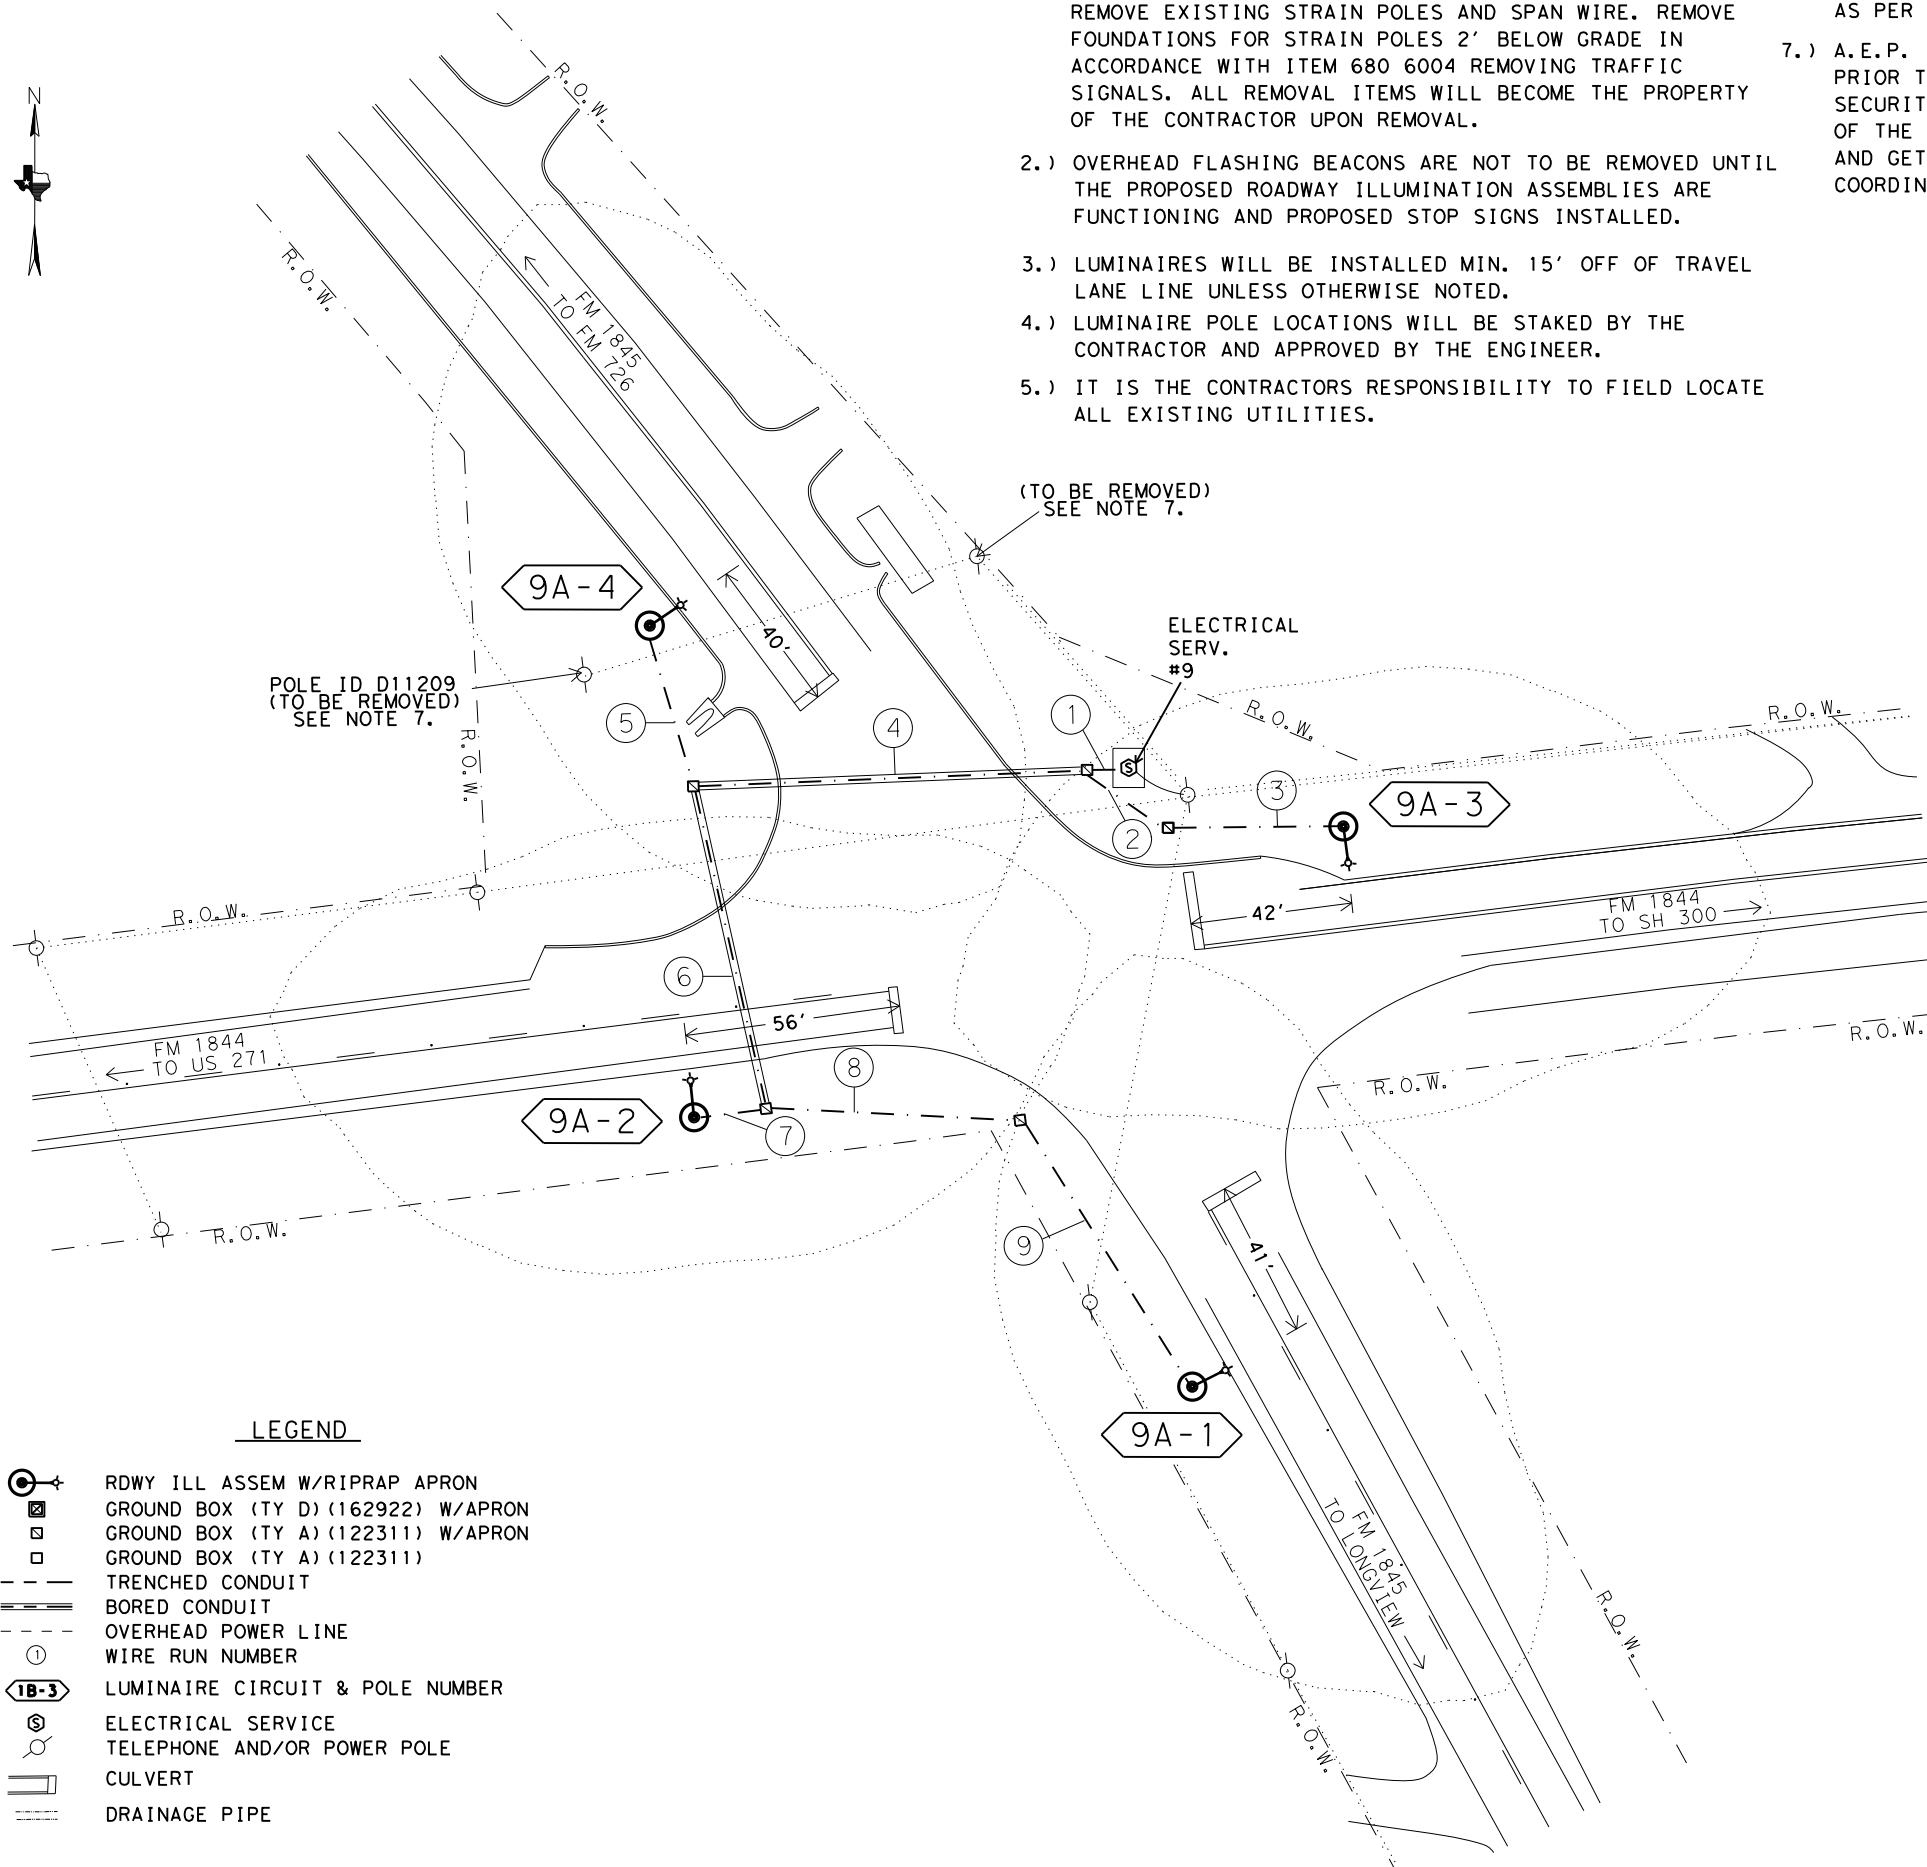 REMOVE EXISTING STRAIN POLES AND SPAN WIRE. REMOVE
FOUNDATIONS FOR STRAIN POLES 2' BELOW GRADE IN
ACCORDANCE WITH ITEM 680 6004 REMOVING TRAFFIC
SIGNALS. ALL REMOVAL ITEMS WILL BECOME THE PROPERTY
OF THE CONTRACTOR UPON REMOVAL.
2.) OVERHEAD FLASHING BEACONS ARE NOT TO BE REMOVED UNTIL
THE PROPOSED ROADWAY ILLUMINATION ASSEMBLIES ARE
FUNCTIONING AND PROPOSED STOP SIGNS INSTALLED.
3.) LUMINAIRES WILL BE INSTALLED MIN. 15' OFF OF TRAVEL
LANE LINE UNLESS OTHERWISE NOTED.
4.) LUMINAIRE POLE LOCATIONS WILL BE STAKED BY THE
CONTRACTOR AND APPROVED BY THE ENGINEER.
5.) IT IS THE CONTRACTORS RESPONSIBILITY TO FIELD LOCATE
ALL EXISTING UTILITIES.
AS PER
7.) A.E.P.
PRIOR T
SECURIT
OF THE
AND GET
COORDIN
N
R.O.W.
R.O.W.
FM 1845
TO FM 726
(TO BE REMOVED)
SEE NOTE 7.
9A-4
40'
ELECTRICAL
SERV.
#9
POLE ID D11209
(TO BE REMOVED)
SEE NOTE 7.
R.O.W.
5
4
1
S
R.O.W.
R.O.W.
3
9A-3
2
R.O.W.
42'
FM 1844
TO SH 300
6
56'
FM 1844
TO US 271
R.O.W.
R.O.W.
8
9A-2
7
R.O.W.
9
41'
9A-1
FM 1845
TO LONGVIEW
R.O.W.
R.O.W.
LEGEND
RDWY ILL ASSEM W/RIPRAP APRON
GROUND BOX (TY D)(162922) W/APRON
GROUND BOX (TY A)(122311) W/APRON
GROUND BOX (TY A)(122311)
TRENCHED CONDUIT
BORED CONDUIT
OVERHEAD POWER LINE
1 WIRE RUN NUMBER
1B-3 LUMINAIRE CIRCUIT & POLE NUMBER
S ELECTRICAL SERVICE
TELEPHONE AND/OR POWER POLE
CULVERT
DRAINAGE PIPE